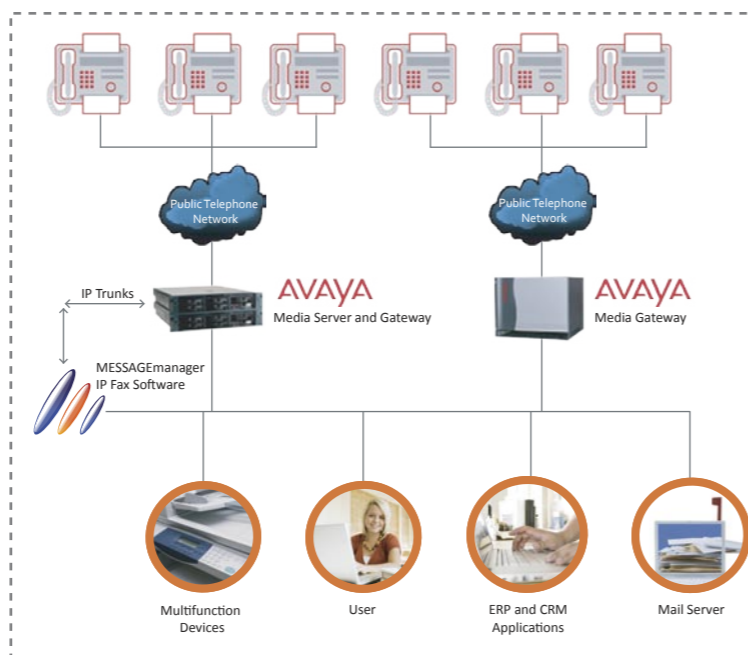 Public Telephone
Network
Public Telephone
Network
IP Trunks
AVAYA
Media Server and Gateway
AVAYA
Media Gateway
MESSAGEmanager
IP Fax Software
Multifunction
Devices
User
ERP and CRM
Applications
Mail Server